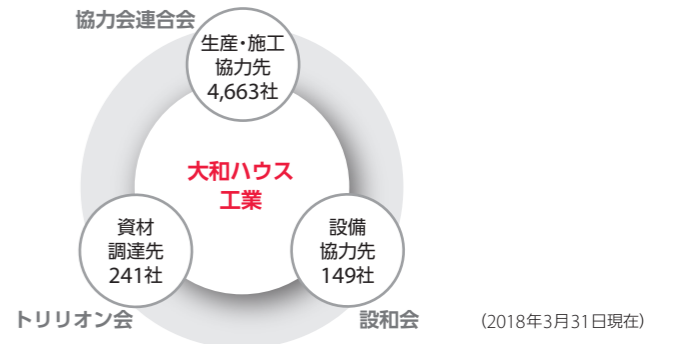 協力会連合会
生産・施工
協力先
4,663社
大和ハウス
工業
資材
調達先
241社
設備
協力先
149社
トリリオン会
設和会
(2018年3月31日現在)